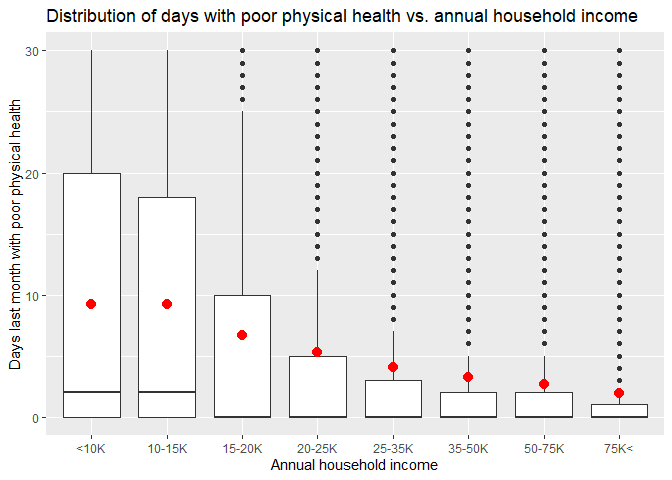 Distribution of days with poor physical health vs. annual household income
Days last month with poor physical health
30
20
10
0
<10K 10-15K 15-20K 20-25K 25-35K 35-50K 50-75K 75K<
Annual household income